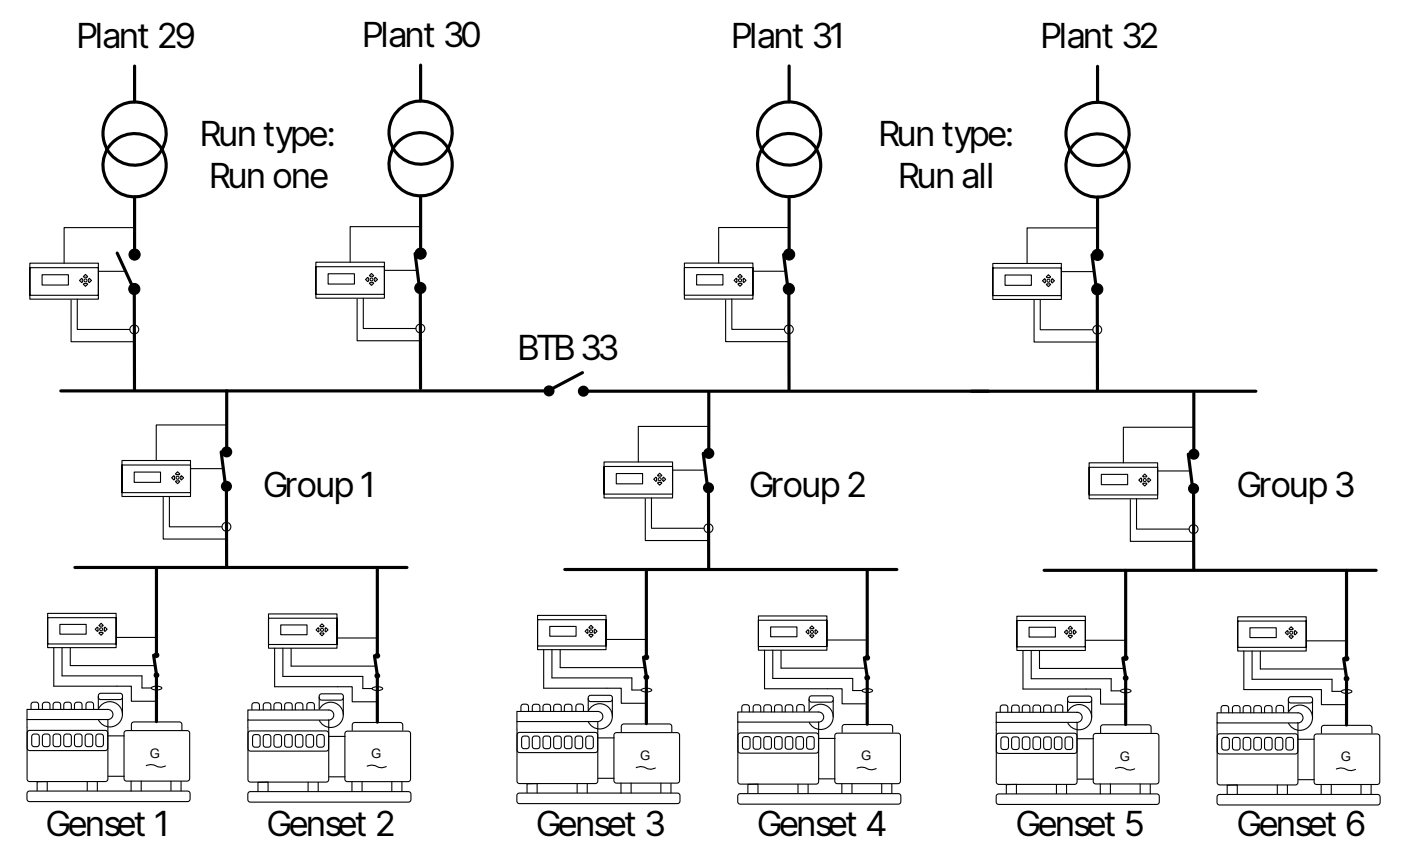 Plant 29
Plant 30
Plant 31
Plant 32
Run type:
Run one
Run type:
Run all
BTB 33
Group 1
Group 2
Group 3
G
G
G
G
G
G
Genset 1
Genset 2
Genset 3
Genset 4
Genset 5
Genset 6